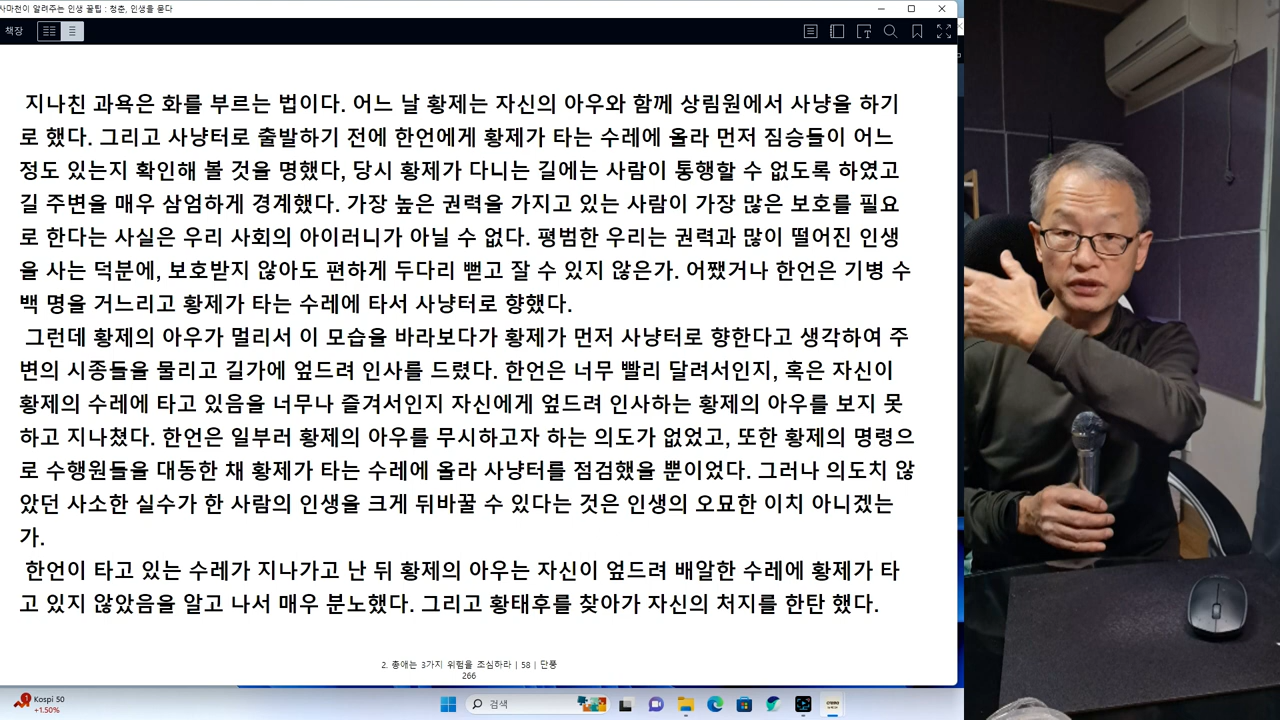 사마천이 알려주는 인생 꿀팁 : 청춘, 인생을 묻다
책장
지나친 과욕은 화를 부르는 법이다. 어느 날 황제는 자신의 아우와 함께 상림원에서 사냥을 하기
로 했다. 그리고 사냥터로 출발하기 전에 한언에게 황제가 타는 수레에 올라 먼저 짐승들이 어느
정도 있는지 확인해 볼 것을 명했다, 당시 황제가 다니는 길에는 사람이 통행할 수 없도록 하였고
길 주변을 매우 삼엄하게 경계했다. 가장 높은 권력을 가지고 있는 사람이 가장 많은 보호를 필요
로 한다는 사실은 우리 사회의 아이러니가 아닐 수 없다. 평범한 우리는 권력과 많이 떨어진 인생
을 사는 덕분에, 보호받지 않아도 편하게 두다리 뻗고 잘 수 있지 않은가. 어쨌거나 한언은 기병 수
백 명을 거느리고 황제가 타는 수레에 타서 사냥터로 향했다.
그런데 황제의 아우가 멀리서 이 모습을 바라보다가 황제가 먼저 사냥터로 향한다고 생각하여 주
변의 시종들을 물리고 길가에 엎드려 인사를 드렸다. 한언은 너무 빨리 달려서인지, 혹은 자신이
황제의 수레에 타고 있음을 너무나 즐겨서인지 자신에게 엎드려 인사하는 황제의 아우를 보지 못
하고 지나쳤다. 한언은 일부러 황제의 아우를 무시하고자 하는 의도가 없었고, 또한 황제의 명령으
로 수행원들을 대동한 채 황제가 타는 수레에 올라 사냥터를 점검했을 뿐이었다. 그러나 의도치 않
았던 사소한 실수가 한 사람의 인생을 크게 뒤바꿀 수 있다는 것은 인생의 오묘한 이치 아니겠는
가.
한언이 타고 있는 수레가 지나가고 난 뒤 황제의 아우는 자신이 엎드려 배알한 수레에 황제가 타
고 있지 않았음을 알고 나서 매우 분노했다. 그리고 황태후를 찾아가 자신의 처지를 한탄 했다.
2. 총애는 3가지 위험을 조심하라 | 58 | 단풍
266
1
Kospi 50
+1.50%
검색